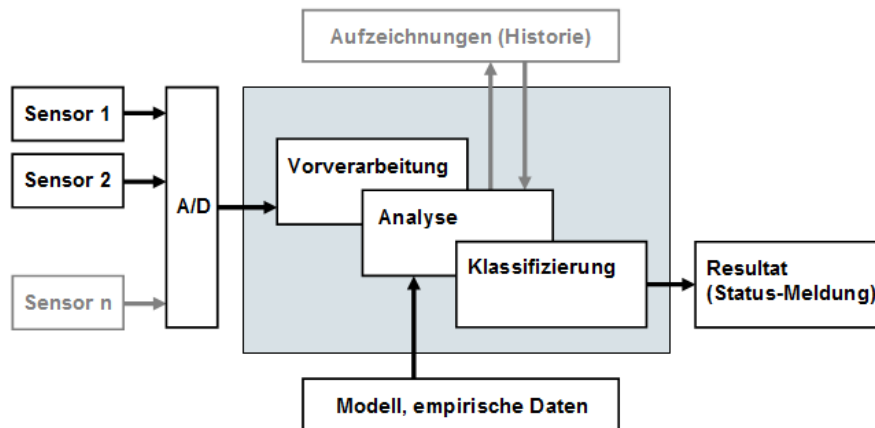 Aufzeichnungen (Historie)
Sensor 1
Sensor 2
Sensor n
A/D
Vorverarbeitung
Analyse
Klassifizierung
Resultat
(Status-Meldung)
Modell, empirische Daten